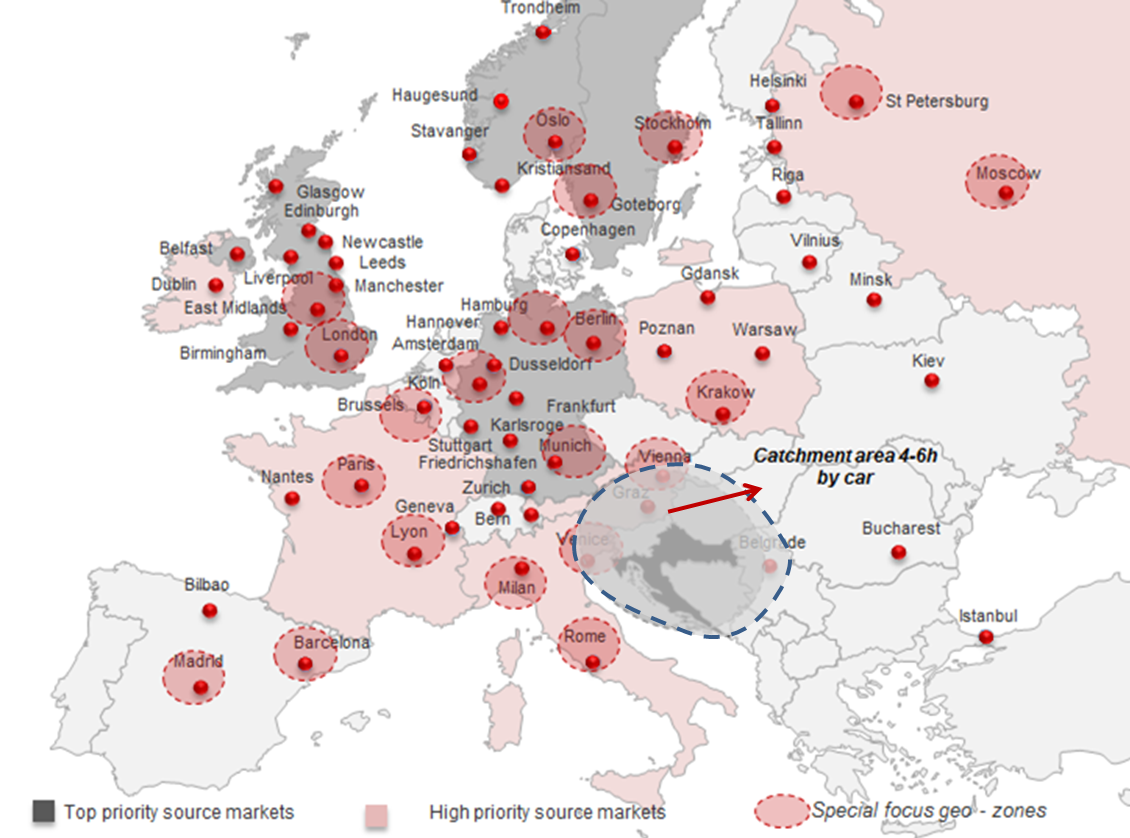 Trondheim
Helsinki
Haugesund
St Petersburg
Oslo
Stockholm
Tallinn
Stavanger
Kristiansand
Riga
Moscow
Glasgow
Goteborg
Edinburgh
Copenhagen
Newcastle
Vilnius
Belfast
Leeds
Gdansk
Minsk
Dublin
Liverpool
Manchester
East Midlands
Hamburg
Hannover
Berlin
Poznan
Warsaw
London
Amsterdam
Birmingham
Dusseldorf
Kiev
Koln
Krakow
Brussels
Frankfurt
Karlsroge
Stuttgart
Munich
Friedrichshafen
Vienna
Catchment area 4-6h
by car
Paris
Nantes
Zurich
Graz
Geneva
Bern
Lyon
Venice
Belgrade
Bucharest
Bilbao
Milan
Istanbul
Barcelona
Rome
Madrid
Top priority source markets
High priority source markets
Special focus geo - zones